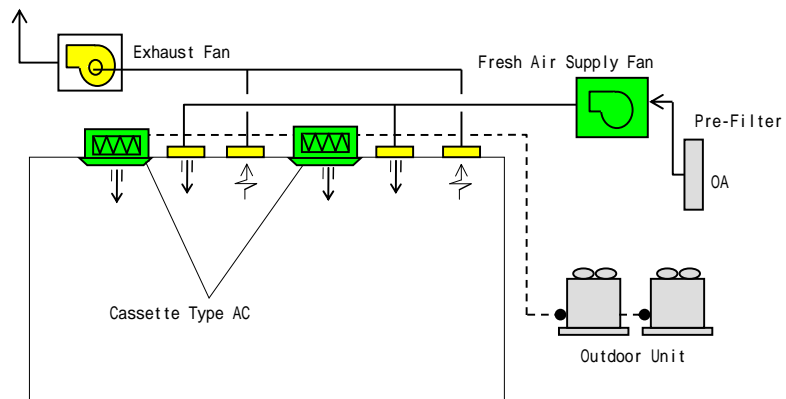 Exhaust Fan
Fresh Air Supply Fan
Pre-Filter
OA
Cassette Type AC
Outdoor Unit